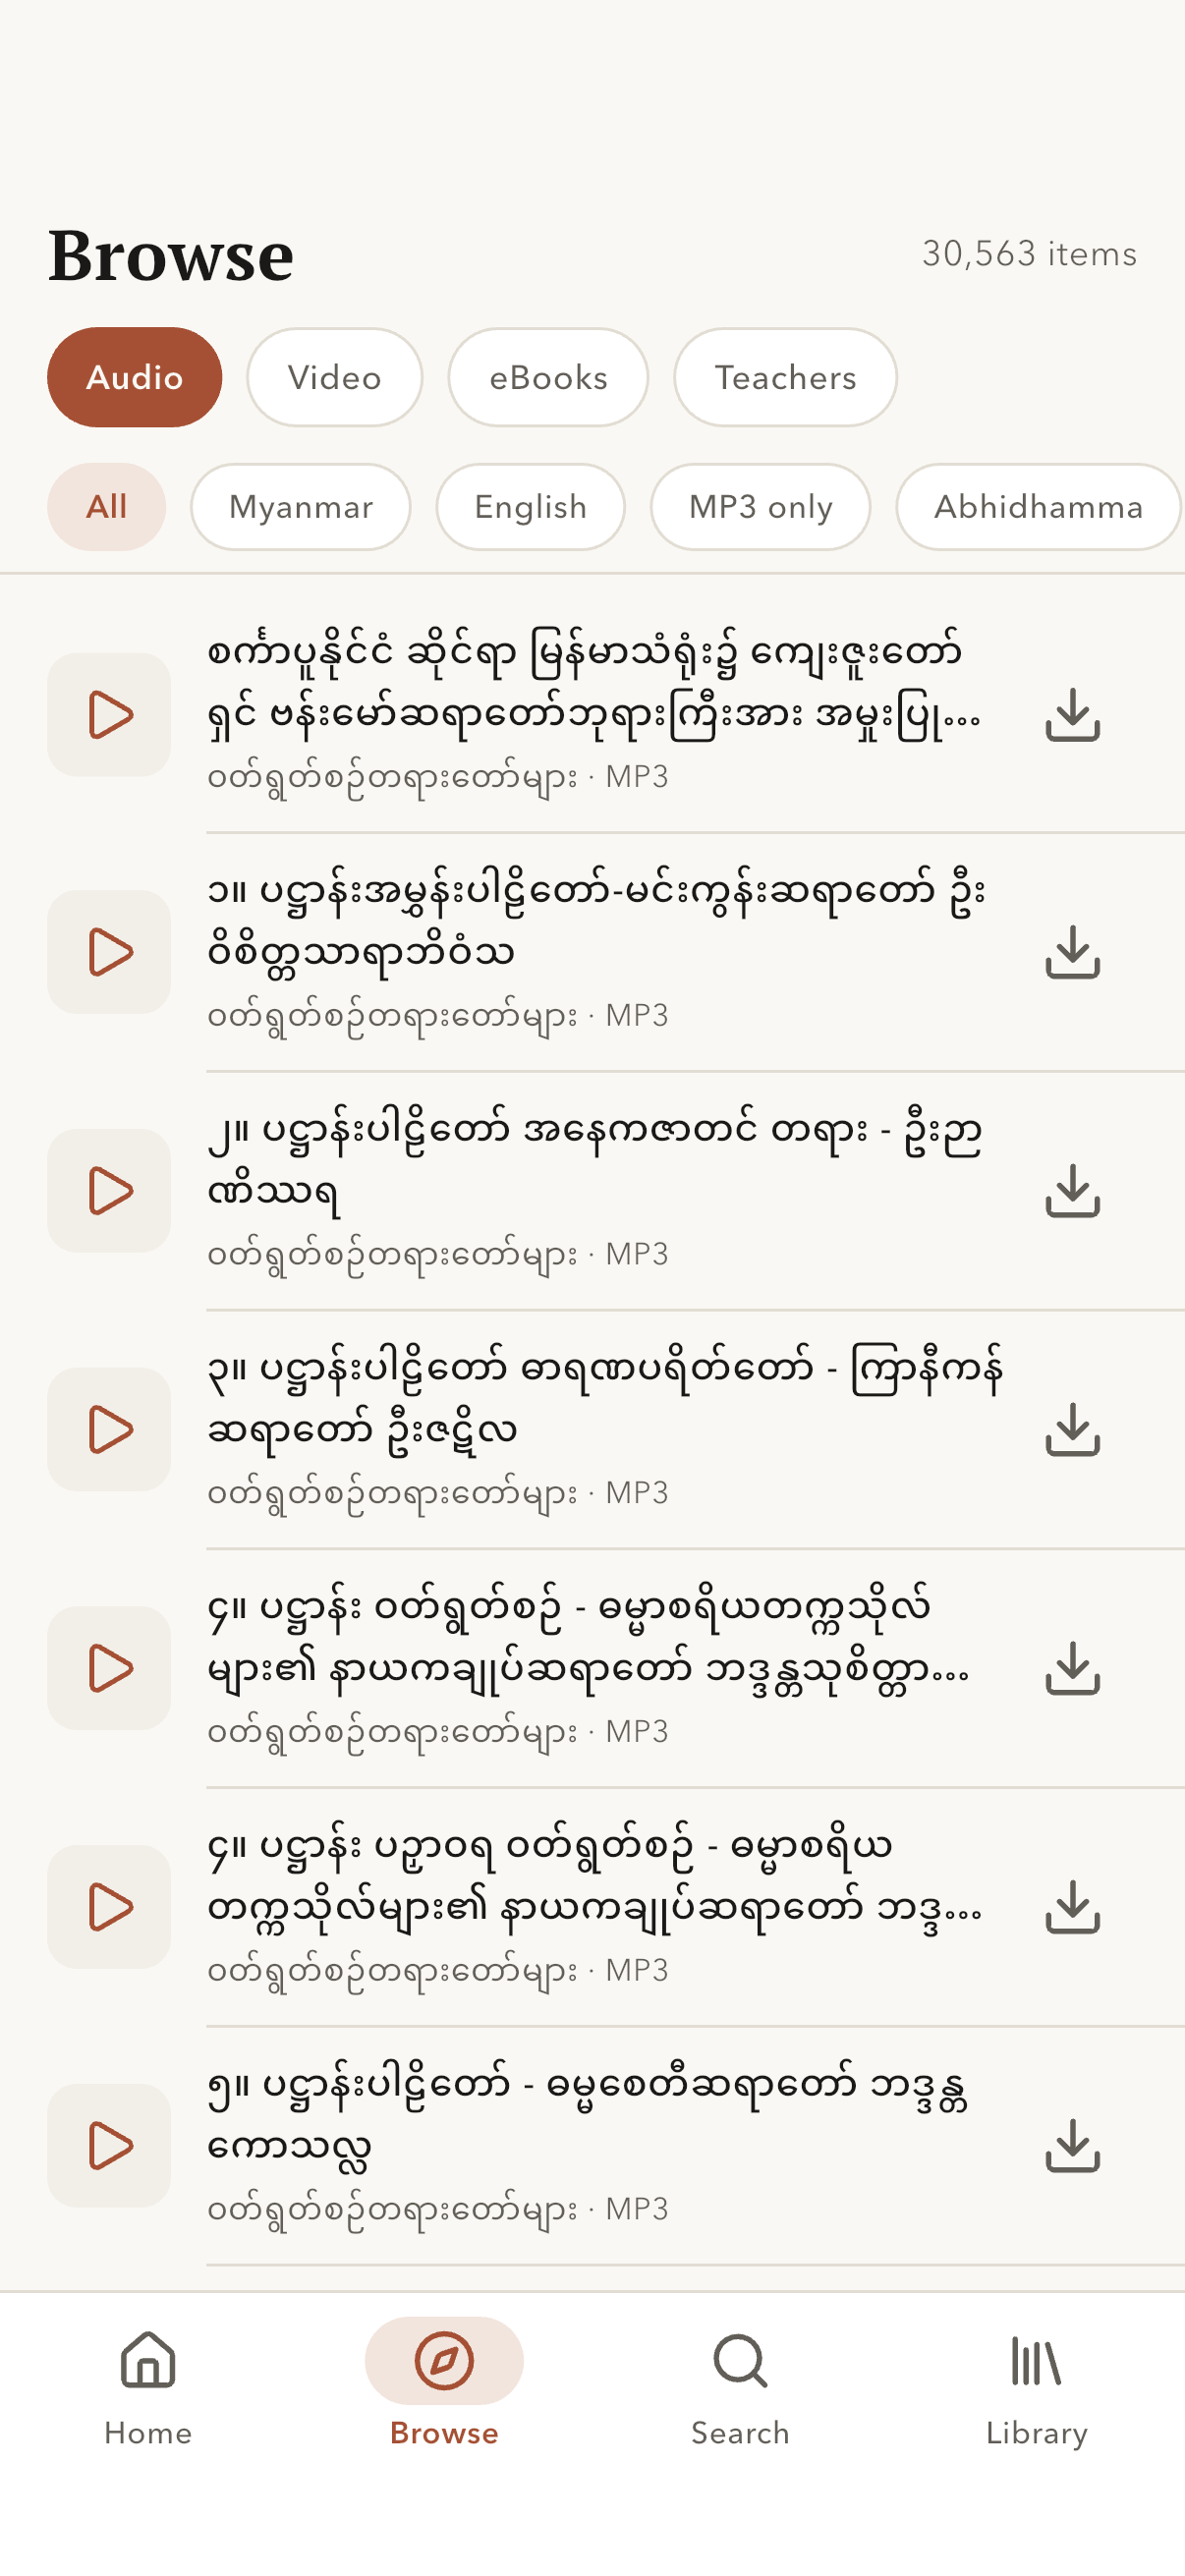 Browse
30,563 items
Audio
Video
eBooks
Teachers
All
Myanmar
English
MP3 only
Abhidhamma
စင်္ကာပူနိုင်ငံ ဆိုင်ရာ မြန်မာသံရုံး၌ ကျေးဇူးတော်
ရှင် ဗန်းမော်ဆရာတော်ဘုရားကြီးအား အမှူးပြု...
ဝတ်ရွတ်စဉ်တရားတော်များ · MP3
၁။ ပဋ္ဌာန်းအမွှန်းပါဠိတော်-မင်းကွန်းဆရာတော် ဦး
ဝိစိတ္တသာရာဘိဝံသ
ဝတ်ရွတ်စဉ်တရားတော်များ · MP3
၂။ ပဋ္ဌာန်းပါဠိတော် အနေကဇာတင် တရား - ဦးဉာ
ဏိဿရ
ဝတ်ရွတ်စဉ်တရားတော်များ · MP3
၃။ ပဋ္ဌာန်းပါဠိတော် ဓာရဏပရိတ်တော် - ကြာနီကန်
ဆရာတော် ဦးဇဋိလ
ဝတ်ရွတ်စဉ်တရားတော်များ · MP3
၄။ ပဋ္ဌာန်း ဝတ်ရွတ်စဉ် - ဓမ္မာစရိယတက္ကသိုလ်
များ၏ နာယကချုပ်ဆရာတော် ဘဒ္ဒန္တသုစိတ္တာ...
ဝတ်ရွတ်စဉ်တရားတော်များ · MP3
၄။ ပဋ္ဌာန်း ပဉှာဝရ ဝတ်ရွတ်စဉ် - ဓမ္မာစရိယ
တက္ကသိုလ်များ၏ နာယကချုပ်ဆရာတော် ဘဒ္ဒ...
ဝတ်ရွတ်စဉ်တရားတော်များ · MP3
၅။ ပဋ္ဌာန်းပါဠိတော် - ဓမ္မစေတီဆရာတော် ဘဒ္ဒန္တ
ကောသလ္လ
ဝတ်ရွတ်စဉ်တရားတော်များ · MP3
Home
Browse
Search
Library